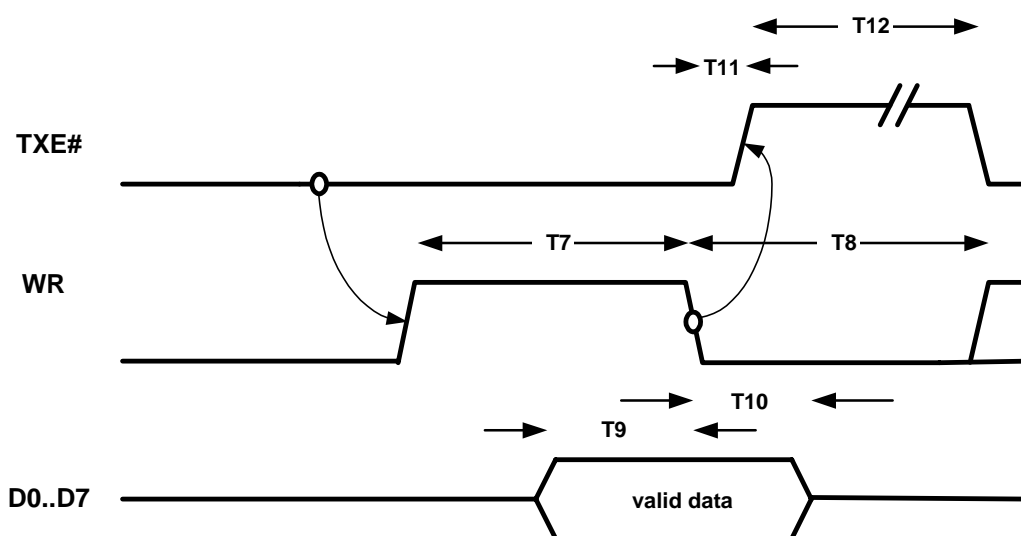 T12
T11
TXE#
T7
T8
WR
T10
T9
D0..D7
valid data